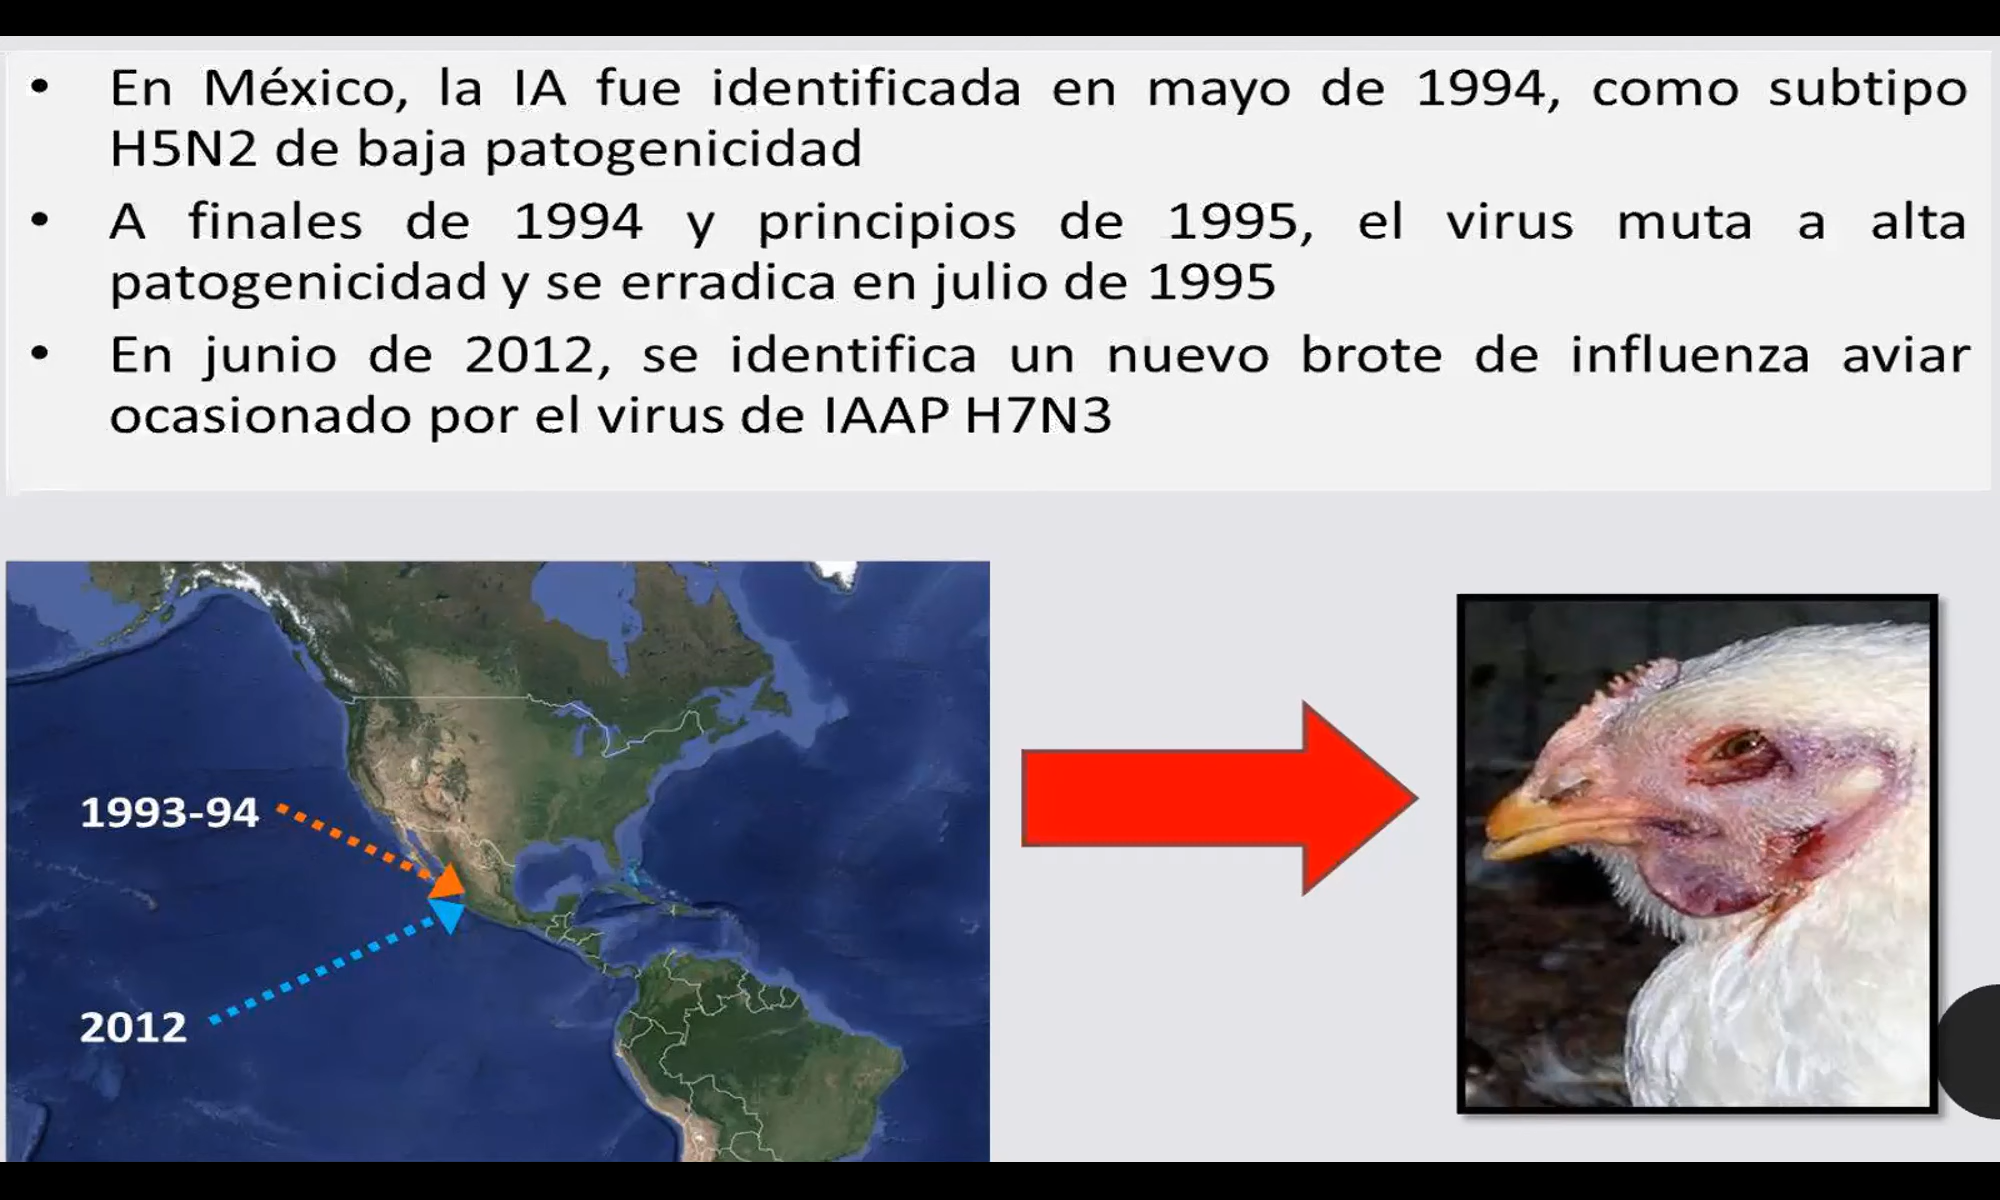 • En México, la IA fue identificada en mayo de 1994, como subtipo
H5N2 de baja patogenicidad
• A finales de 1994 y principios de 1995, el virus muta a alta
patogenicidad y se erradica en julio de 1995
• En junio de 2012, se identifica un nuevo brote de influenza aviar
ocasionado por el virus de IAAP H7N3
1993-94
2012